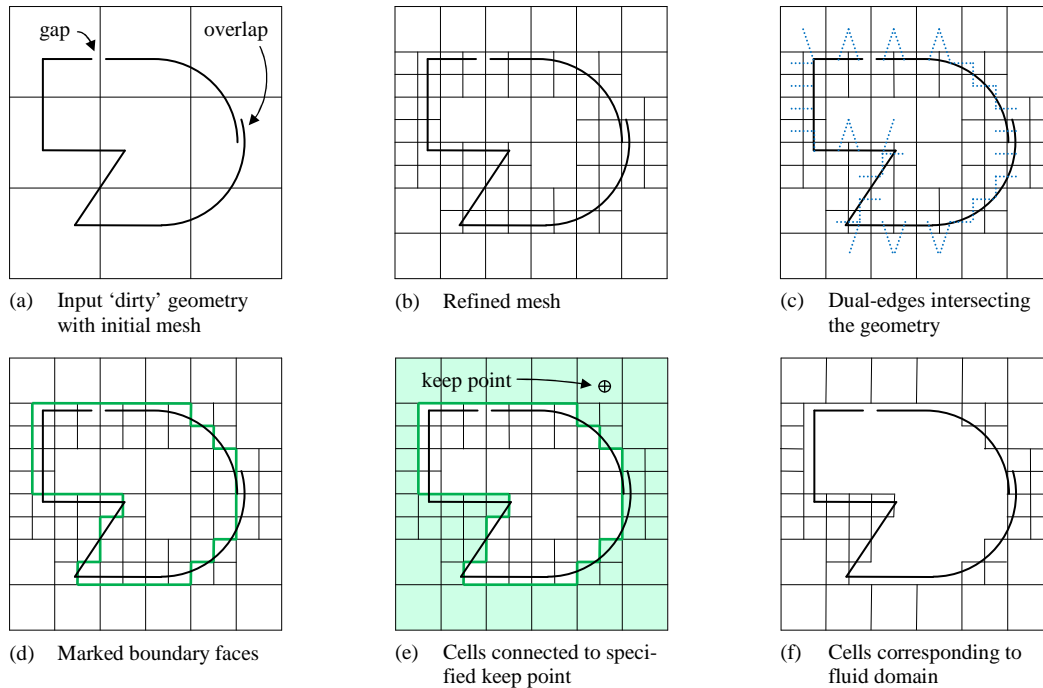 gap
overlap
(a) Input ‘dirty’ geometry
with initial mesh
(b) Refined mesh
(c) Dual-edges intersecting
the geometry
keep point
(d) Marked boundary faces
(e) Cells connected to speci-
fied keep point
(f) Cells corresponding to
fluid domain